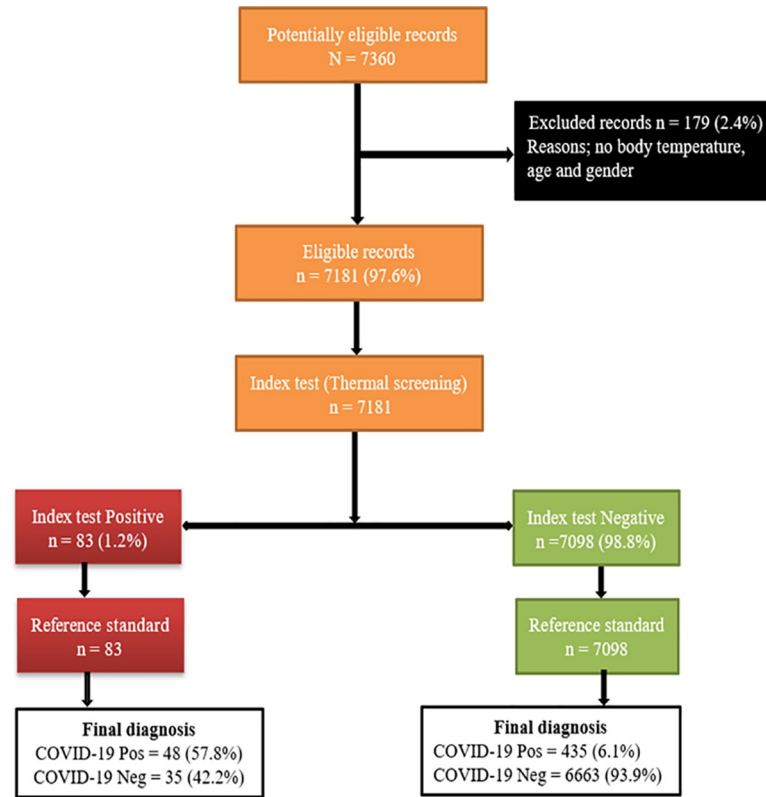 Potentially eligible records
N = 7360
Excluded records n = 179 (2.4%)
Reasons; no body temperature,
age and gender
Eligible records
n = 7181 (97.6%)
Index test (Thermal screening)
n = 7181
Index test Positive
n = 83 (1.2%)
Index test Negative
n =7098 (98.8%)
Reference standard
n = 83
Reference standard
n = 7098
Final diagnosis
COVID-19 Pos = 48 (57.8%)
COVID-19 Neg = 35 (42.2%)
Final diagnosis
COVID-19 Pos = 435 (6.1%)
COVID-19 Neg = 6663 (93.9%)